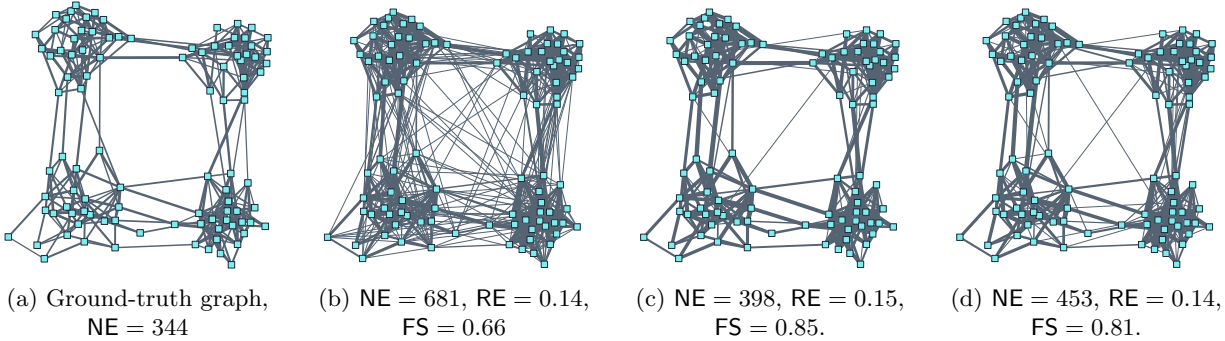 (a) Ground-truth graph,
NE = 344
(b) NE = 681, RE = 0.14,
FS = 0.66
(c) NE = 398, RE = 0.15,
FS = 0.85.
(d) NE = 453, RE = 0.14,
FS = 0.81.